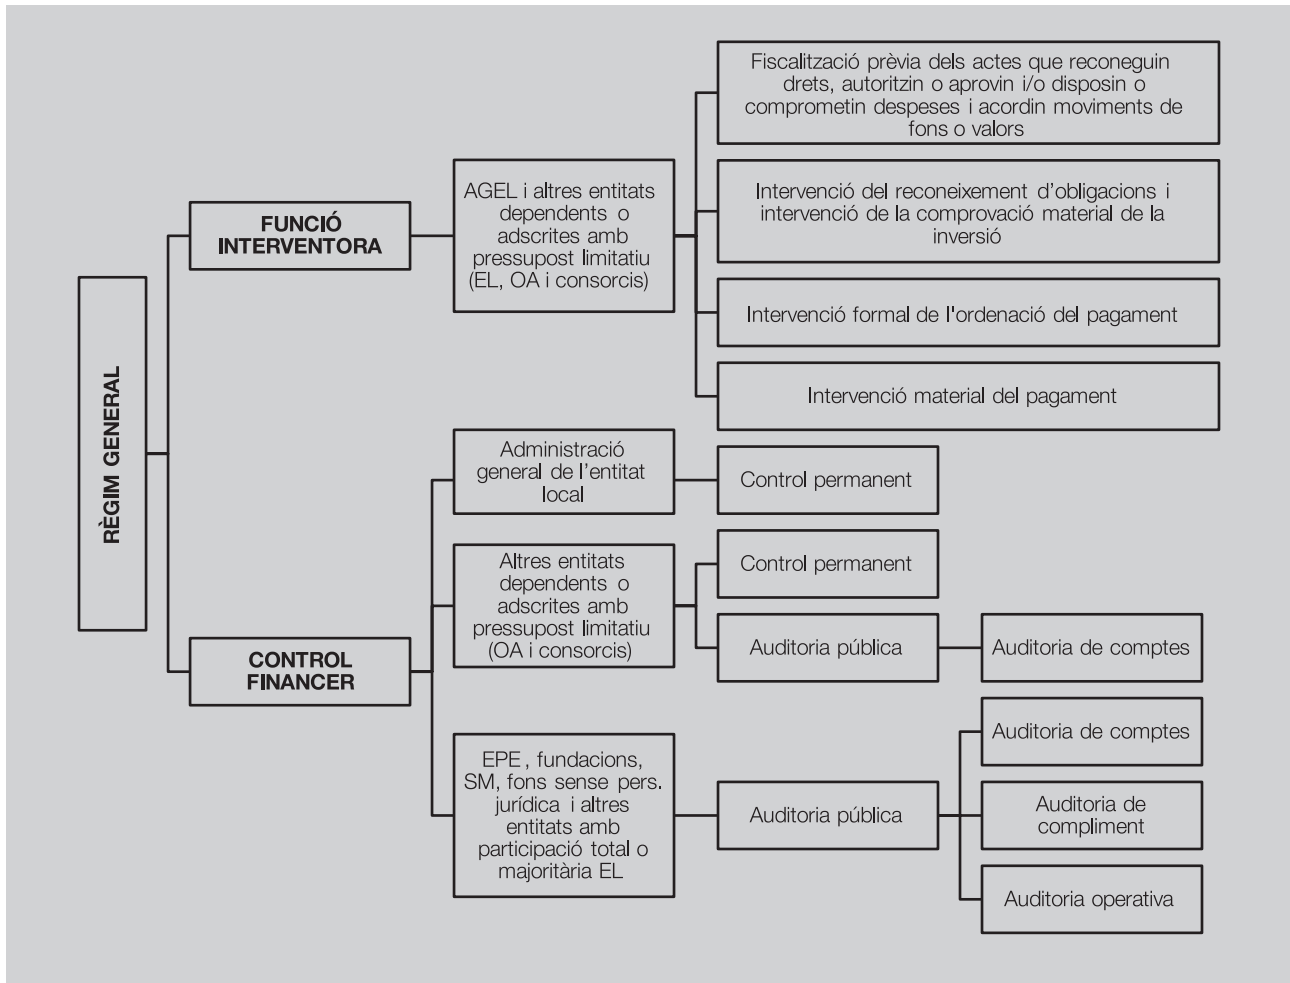 RÈGIM GENERAL
FUNCIÓ
INTERVENTORA
AGEL i altres entitats
dependents o
adscrites amb
pressupost limitatiu
(EL, OA i consorcis)
Fiscalització prèvia dels actes que reconeguin
drets, autoritzin o aprovin i/o disposin o
comprometin despeses i acordin moviments de
fons o valors
Intervenció del reconeixement d'obligacions i
intervenció de la comprovació material de la
inversió
Intervenció formal de l'ordenació del pagament
Intervenció material del pagament
CONTROL
FINANCER
Administració
general de l'entitat
local
Control permanent
Altres entitats
dependents o
adscrites amb
pressupost limitatiu
(OA i consorcis)
Control permanent
Auditoria pública
Auditoria de comptes
EPE, fundacions,
SM, fons sense pers.
jurídica i altres
entitats amb
participació total o
majoritària EL
Auditoria pública
Auditoria de comptes
Auditoria de
compliment
Auditoria operativa